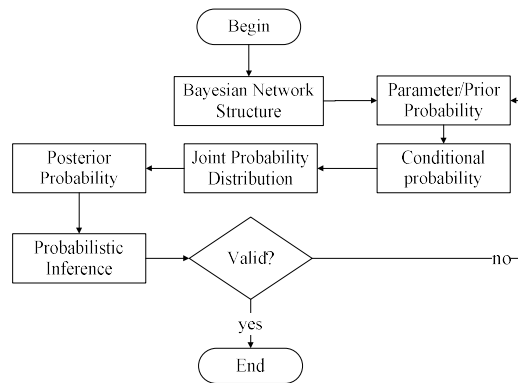 Begin
Bayesian Network
Structure
Parameter/Prior
Probability
Posterior
Probability
Joint Probability
Distribution
Conditional
probability
Probabilistic
Inference
Valid?
no
yes
End